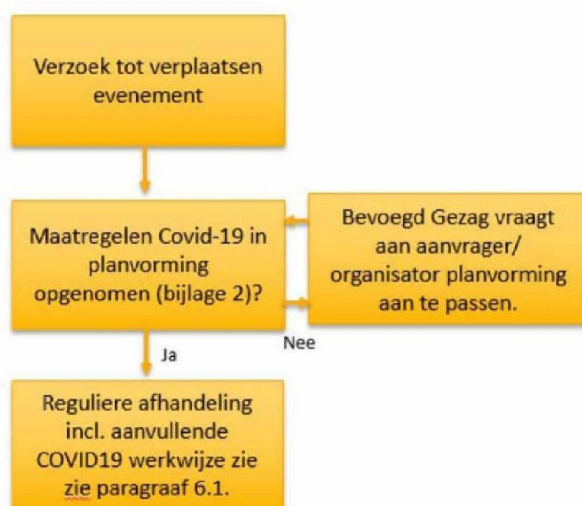 Verzoek tot verplaatsen
evenement
Maatregelen Covid-19 in
planvorming
opgenomen (bijlage 2)?
Bevoegd Gezag vraagt
aan aanvrager/
organisator planvorming
aan te passen.
Nee
Ja
Reguliere afhandeling
incl. aanvullende
COVID19 werkwijze zie
zie paragraaf 6.1.